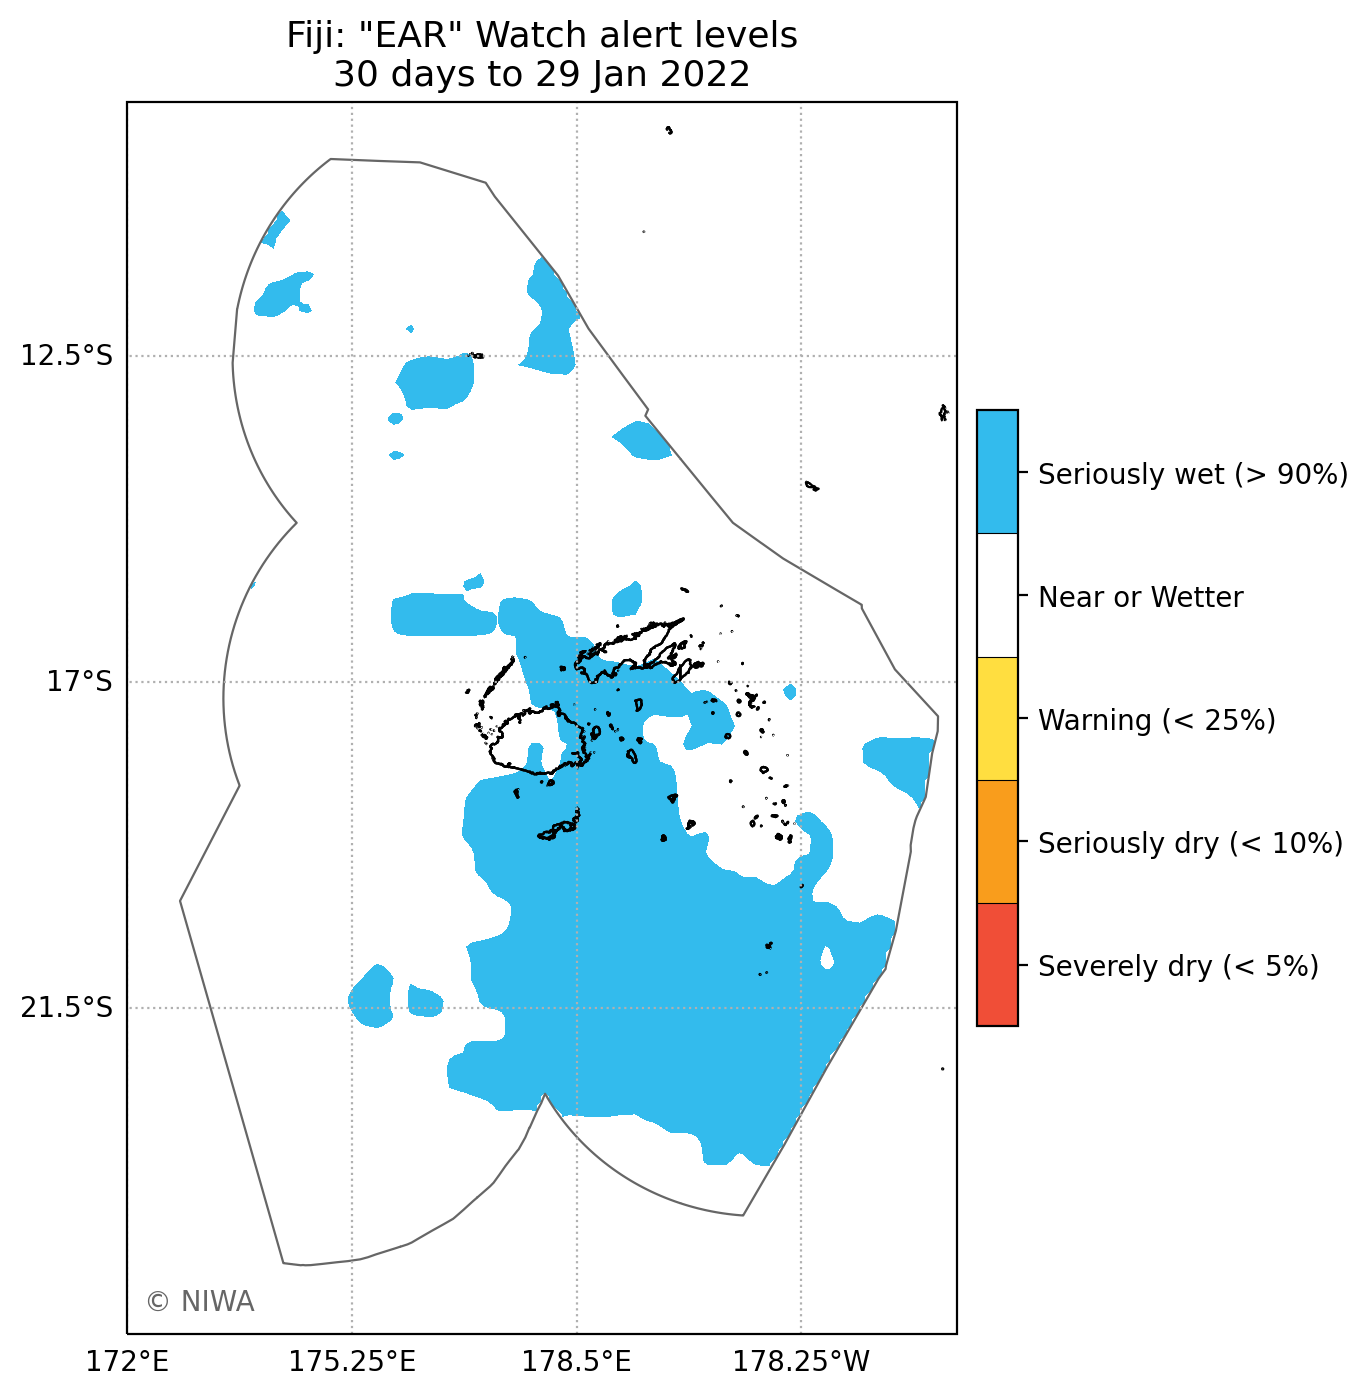 Fiji: "EAR" Watch alert levels
30 days to 29 Jan 2022
12.5°S
17°S
21.5°S
172°E
175.25°E
178.5°E
178.25°W
Seriously wet (> 90%)
Near or Wetter
Warning (< 25%)
Seriously dry (< 10%)
Severely dry (< 5%)
© NIWA